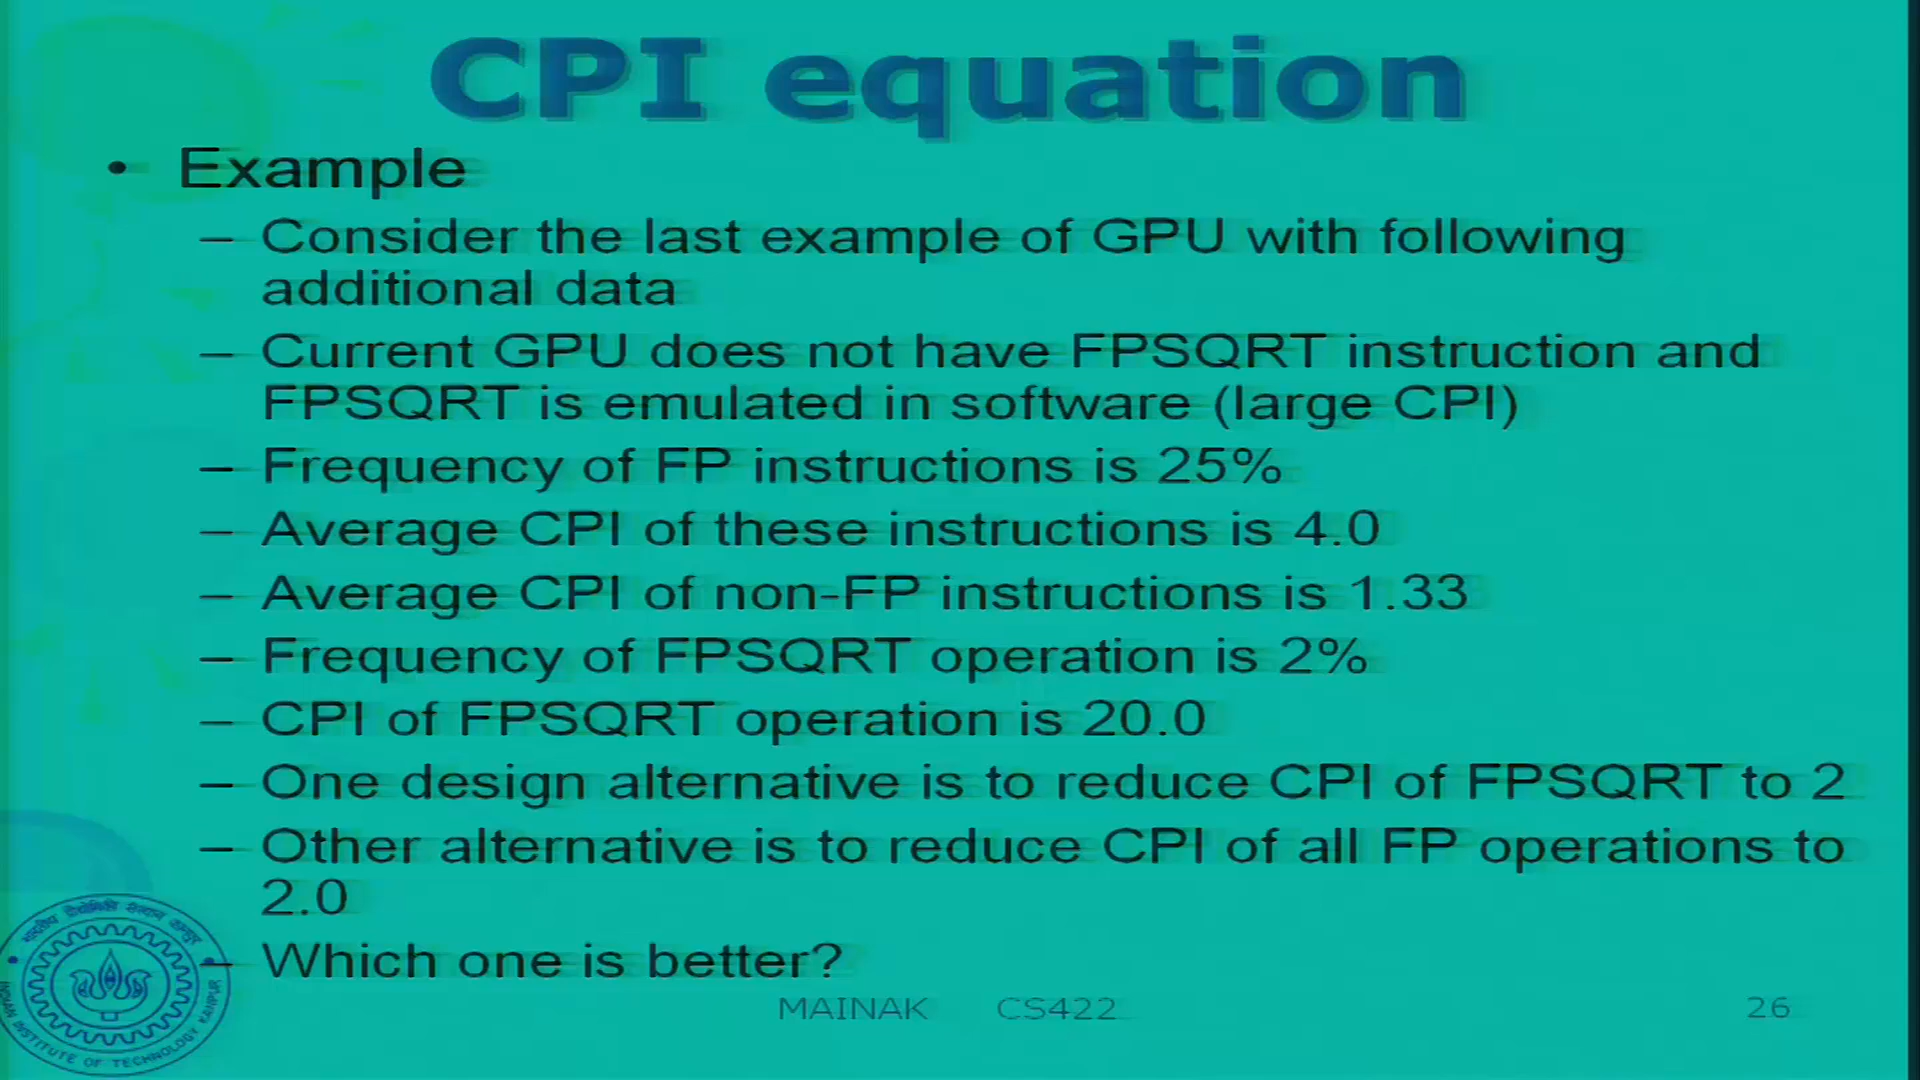 CPI equation
• Example
– Consider the last example of GPU with following
additional data
– Current GPU does not have FPSQRT instruction and
FPSQRT is emulated in software (large CPI)
– Frequency of FP instructions is 25%
– Average CPI of these instructions is 4.0
– Average CPI of non-FP instructions is 1.33
– Frequency of FPSQRT operation is 2%
– CPI of FPSQRT operation is 20.0
– One design alternative is to reduce CPI of FPSQRT to 2
– Other alternative is to reduce CPI of all FP operations to
2.0
– Which one is better?
MAINAK CS422
26
INDIAN INSTITUTE OF TECHNOLOGY KANPUR